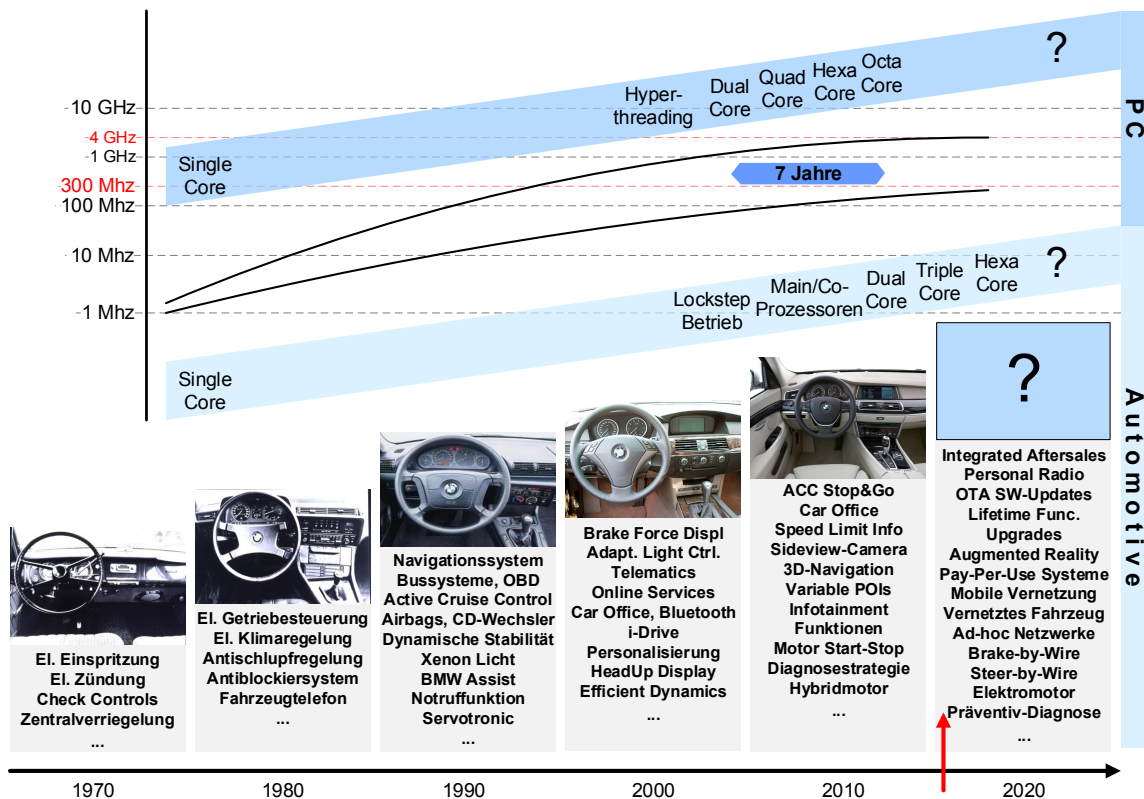 ?
Octa
Core
Hexa
Core
Quad
Core
Dual
Core
Hyper-
threading
Single
Core
10 GHz
4 GHz
1 GHz
300 Mhz
100 Mhz
10 Mhz
1 Mhz
7 Jahre
PC
?
Hexa
Core
Triple
Core
Dual
Core
Main/Co-
Prozessoren
Lockstep
Betrieb
Single
Core
Automotive
El. Einspritzung
El. Zündung
Check Controls
Zentralverriegelung
...
El. Getriebesteuerung
El. Klimaregelung
Antischlupfregelung
Antiblockiersystem
Fahrzeugtelefon
...
Navigationssystem
Bussysteme, OBD
Active Cruise Control
Airbags, CD-Wechsler
Dynamische Stabilität
Xenon Licht
BMW Assist
Notruffunktion
Servotronic
...
Brake Force Displ
Adapt. Light Ctrl.
Telematics
Online Services
Car Office, Bluetooth
i-Drive
Personalisierung
HeadUp Display
Efficient Dynamics
...
ACC Stop&Go
Car Office
Speed Limit Info
Sideview-Camera
3D-Navigation
Variable POIs
Infotainment
Funktionen
Motor Start-Stop
Diagnosestrategie
Hybridmotor
...
?
Integrated Aftersales
Personal Radio
OTA SW-Updates
Lifetime Func.
Upgrades
Augmented Reality
Pay-Per-Use Systeme
Mobile Vernetzung
Vernetztes Fahrzeug
Ad-hoc Netzwerke
Brake-by-Wire
Steer-by-Wire
Elektromotor
Präventiv-Diagnose
...
1970
1980
1990
2000
2010
2020